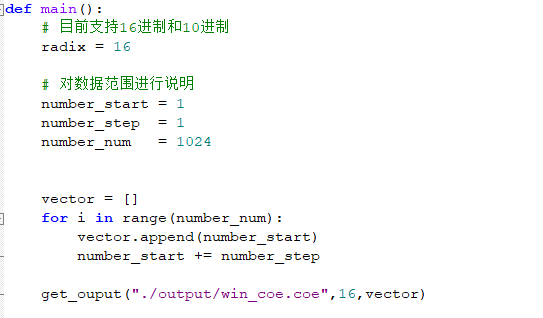 def main():
    # 目前支持16进制和10进制
    radix = 16
    # 对数据范围进行说明
    number_start = 1
    number_step  = 1
    number_num   = 1024
    vector = []
    for i in range(number_num):
        vector.append(number_start)
        number_start += number_step
    get_ouput("./output/win_coe.coe",16,vector)